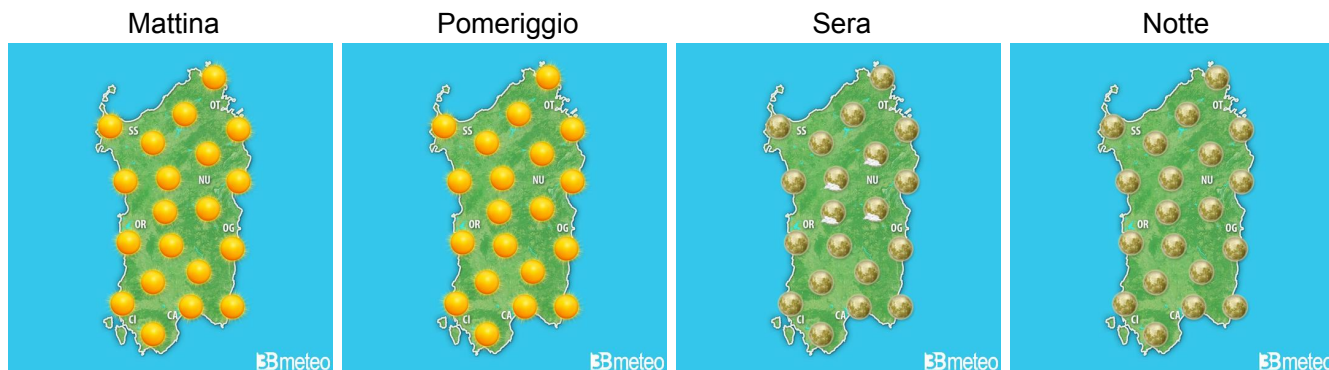 Mattina
Pomeriggio
Sera
Notte
OT
SS
NU
OR
OG
CI
CA
3Bmeteo
OT
SS
NU
OR
OG
CI
CA
3Bmeteo
OT
SS
NU
OR
OG
CI
CA
3Bmeteo
OT
SS
NU
OR
OG
CI
CA
3Bmeteo